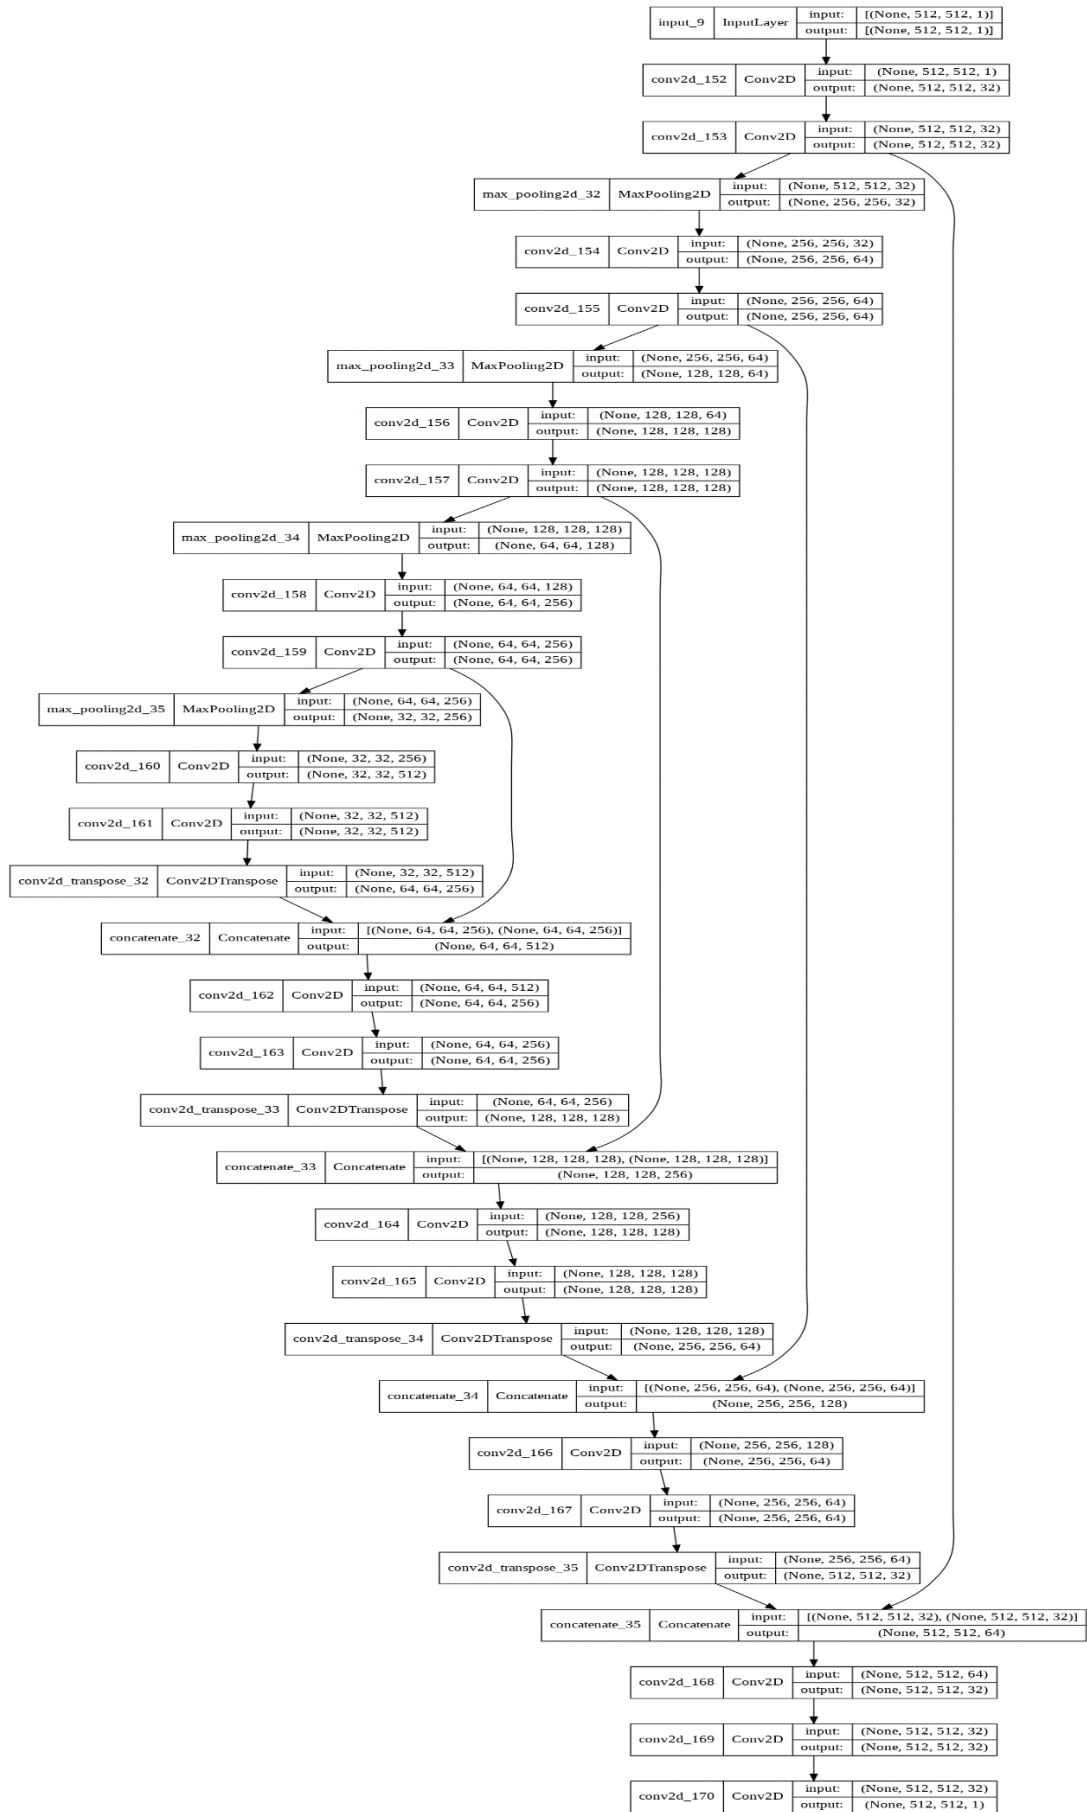 input_9 InputLayer input: [(None, 512, 512, 1)]
output: [(None, 512, 512, 1)]
conv2d_152 Conv2D input: (None, 512, 512, 1)
output: (None, 512, 512, 32)
conv2d_153 Conv2D input: (None, 512, 512, 32)
output: (None, 512, 512, 32)
max_pooling2d_32 MaxPooling2D input: (None, 512, 512, 32)
output: (None, 256, 256, 32)
conv2d_154 Conv2D input: (None, 256, 256, 32)
output: (None, 256, 256, 64)
conv2d_155 Conv2D input: (None, 256, 256, 64)
output: (None, 256, 256, 64)
max_pooling2d_33 MaxPooling2D input: (None, 256, 256, 64)
output: (None, 128, 128, 64)
conv2d_156 Conv2D input: (None, 128, 128, 64)
output: (None, 128, 128, 128)
conv2d_157 Conv2D input: (None, 128, 128, 128)
output: (None, 128, 128, 128)
max_pooling2d_34 MaxPooling2D input: (None, 128, 128, 128)
output: (None, 64, 64, 128)
conv2d_158 Conv2D input: (None, 64, 64, 128)
output: (None, 64, 64, 256)
conv2d_159 Conv2D input: (None, 64, 64, 256)
output: (None, 64, 64, 256)
max_pooling2d_35 MaxPooling2D input: (None, 64, 64, 256)
output: (None, 32, 32, 256)
conv2d_160 Conv2D input: (None, 32, 32, 256)
output: (None, 32, 32, 512)
conv2d_161 Conv2D input: (None, 32, 32, 512)
output: (None, 32, 32, 512)
conv2d_transpose_32 Conv2DTranspose input: (None, 32, 32, 512)
output: (None, 64, 64, 256)
concatenate_32 Concatenate input: [(None, 64, 64, 256), (None, 64, 64, 256)]
output: (None, 64, 64, 512)
conv2d_162 Conv2D input: (None, 64, 64, 512)
output: (None, 64, 64, 256)
conv2d_163 Conv2D input: (None, 64, 64, 256)
output: (None, 64, 64, 256)
conv2d_transpose_33 Conv2DTranspose input: (None, 64, 64, 256)
output: (None, 128, 128, 128)
concatenate_33 Concatenate input: [(None, 128, 128, 128), (None, 128, 128, 128)]
output: (None, 128, 128, 256)
conv2d_164 Conv2D input: (None, 128, 128, 256)
output: (None, 128, 128, 128)
conv2d_165 Conv2D input: (None, 128, 128, 128)
output: (None, 128, 128, 128)
conv2d_transpose_34 Conv2DTranspose input: (None, 128, 128, 128)
output: (None, 256, 256, 64)
concatenate_34 Concatenate input: [(None, 256, 256, 64), (None, 256, 256, 64)]
output: (None, 256, 256, 128)
conv2d_166 Conv2D input: (None, 256, 256, 128)
output: (None, 256, 256, 64)
conv2d_167 Conv2D input: (None, 256, 256, 64)
output: (None, 256, 256, 64)
conv2d_transpose_35 Conv2DTranspose input: (None, 256, 256, 64)
output: (None, 512, 512, 32)
concatenate_35 Concatenate input: [(None, 512, 512, 32), (None, 512, 512, 32)]
output: (None, 512, 512, 64)
conv2d_168 Conv2D input: (None, 512, 512, 64)
output: (None, 512, 512, 32)
conv2d_169 Conv2D input: (None, 512, 512, 32)
output: (None, 512, 512, 32)
conv2d_170 Conv2D input: (None, 512, 512, 32)
output: (None, 512, 512, 1)